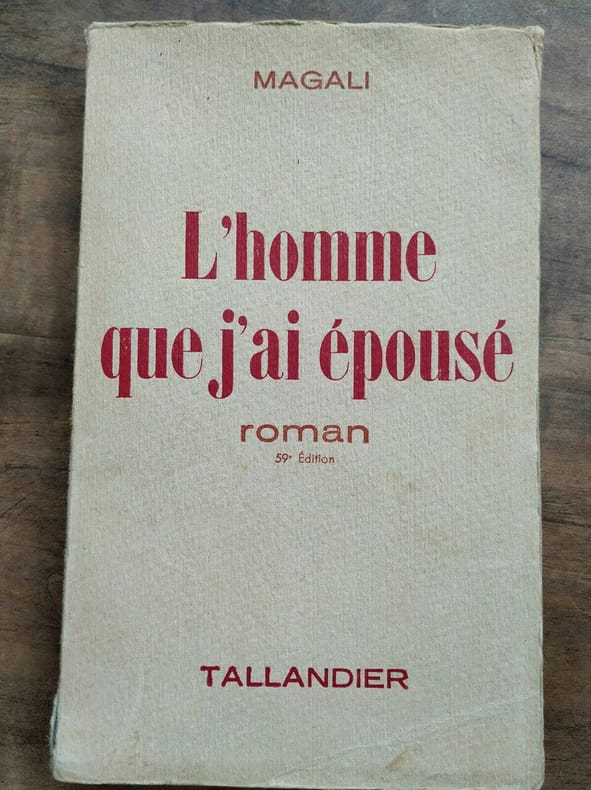 MAGALI
L'homme
que j'ai épousé
roman
59e Édition
TALLANDIER